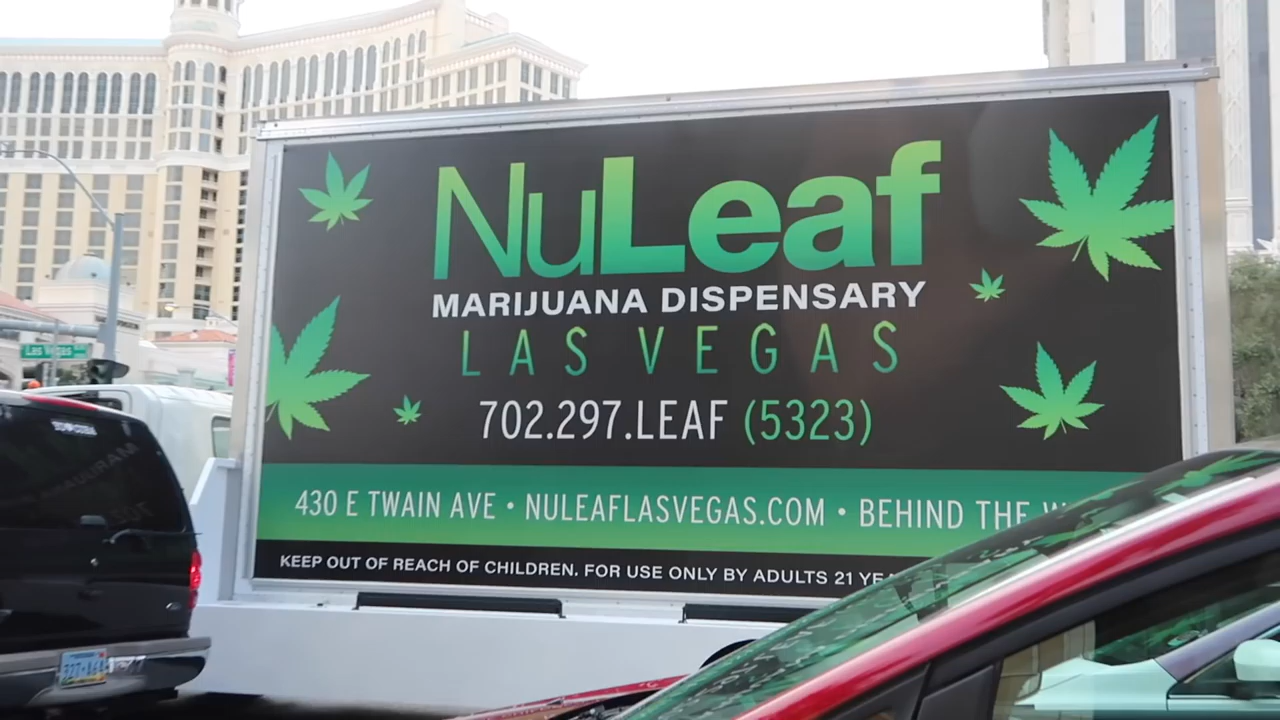 NuLeaf
MARIJUANA DISPENSARY
LAS VEGAS
702.297.LEAF (5323)
430 E TWAIN AVE • NULEAFLASVEGAS.COM • BEHIND THE
KEEP OUT OF REACH OF CHILDREN. FOR USE ONLY BY ADULTS 21
Las Vegas